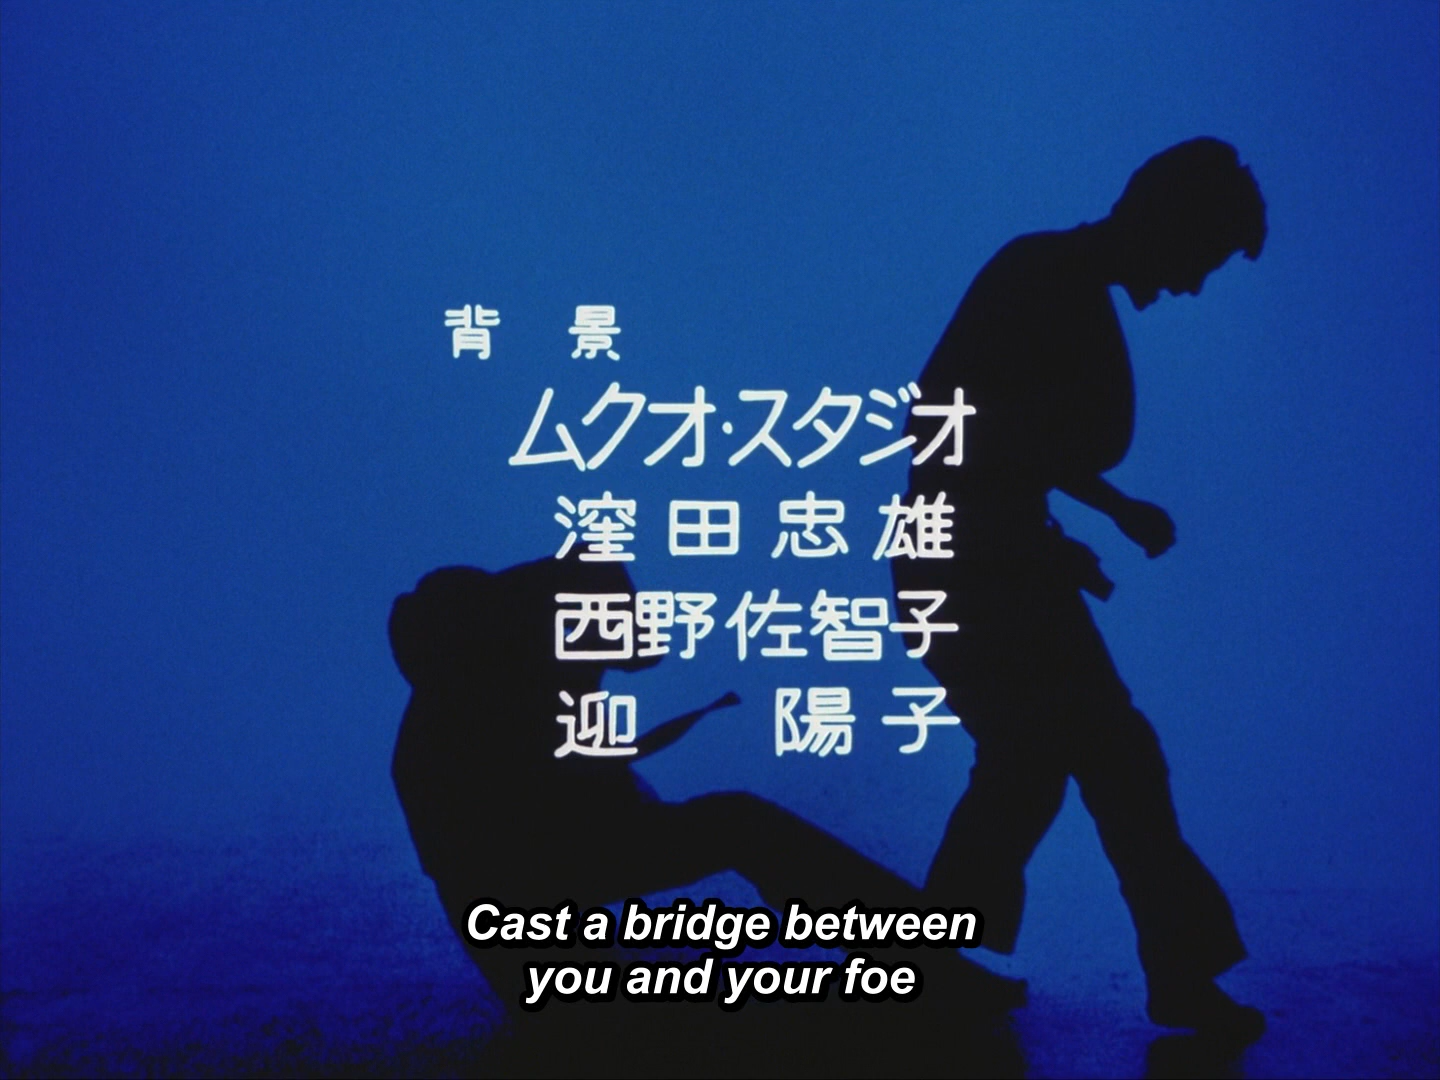 背 景
ムクオ・スタジオ
窪田忠雄
西野佐智子
迎 陽子
Cast a bridge between
you and your foe